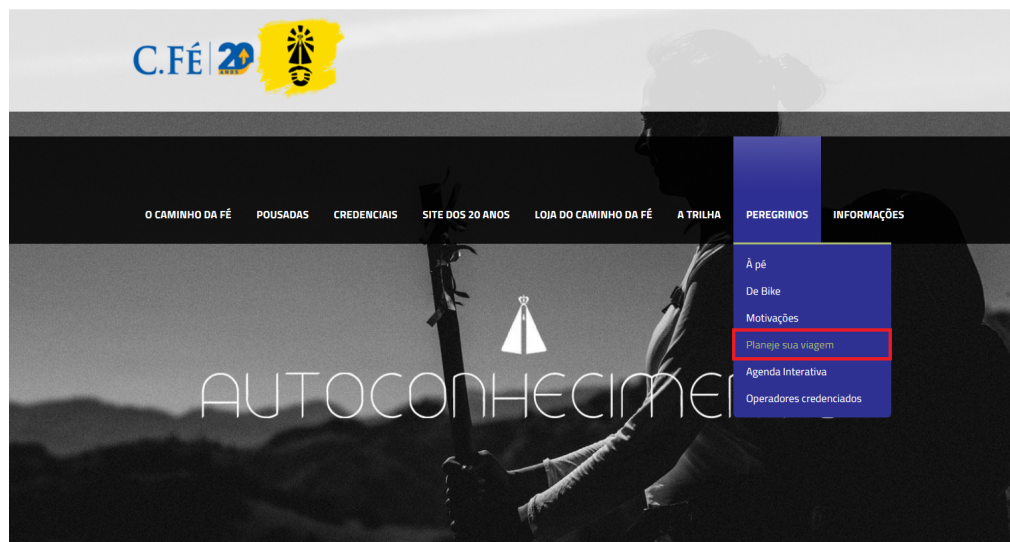 C.FÉ 20 ANOS
O CAMINHO DA FÉ POUSADAS CREDENCIAIS SITE DOS 20 ANOS LOJA DO CAMINHO DA FÉ A TRILHA PEREGRINOS INFORMAÇÕES
À pé
De Bike
Motivações
Planeje sua viagem
Agenda Interativa
Operadores credenciados